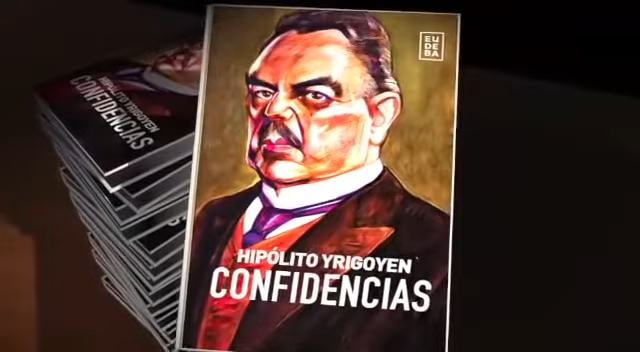 EU
DE
BA
HIPÓLITO YRIGOYEN
CONFIDENCIAS
HIPÓLITO YRIGOYEN
CONFIDENCIAS